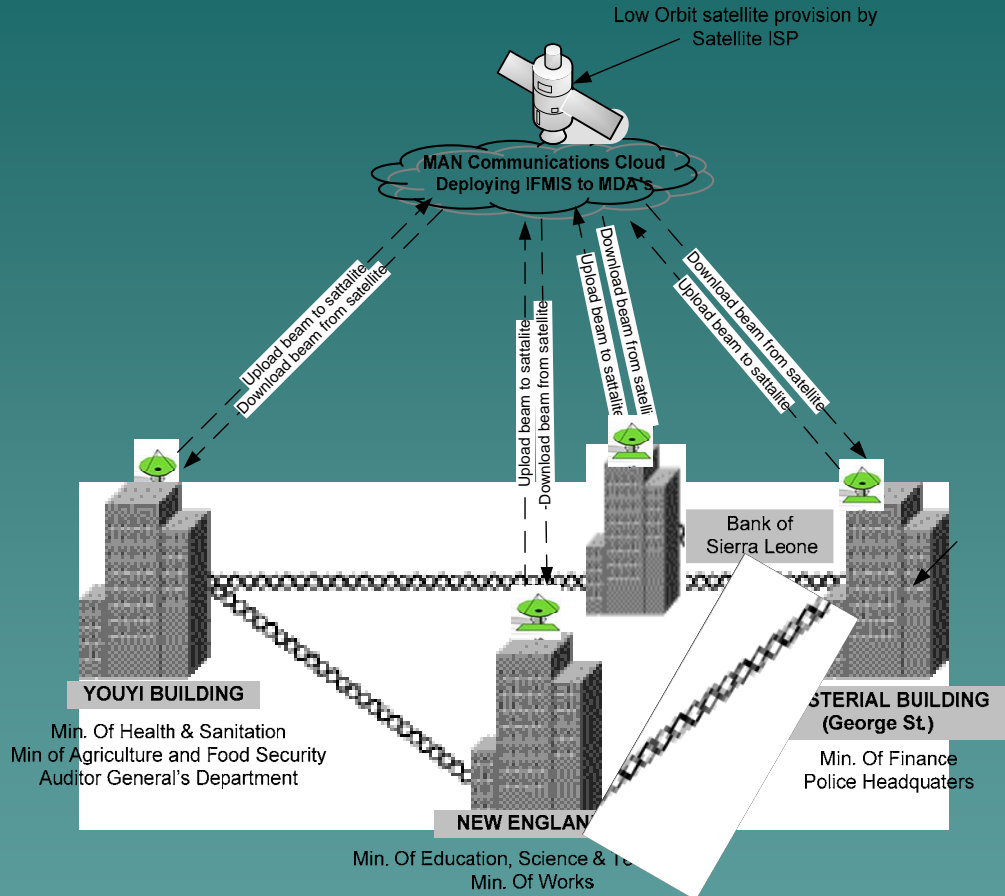 Low Orbit satellite provision by
Satellite ISP
MAN Communications Cloud
Deploying IFMIS to MDA's
Upload beam to sattalite
Download beam from satellite
Upload beam to sattalite
Download beam from satellite
Upload beam to sattalite
Download beam from satelli
Download beam from satellite
Upload beam to sattalite
Bank of
Sierra Leone
YOUYI BUILDING
Min. Of Health & Sanitation
Min of Agriculture and Food Security
Auditor General's Department
STERIAL BUILDING
(George St.)
Min. Of Finance
Police Headquaters
NEW ENGLAN
Min. Of Education, Science & T
Min. Of Works